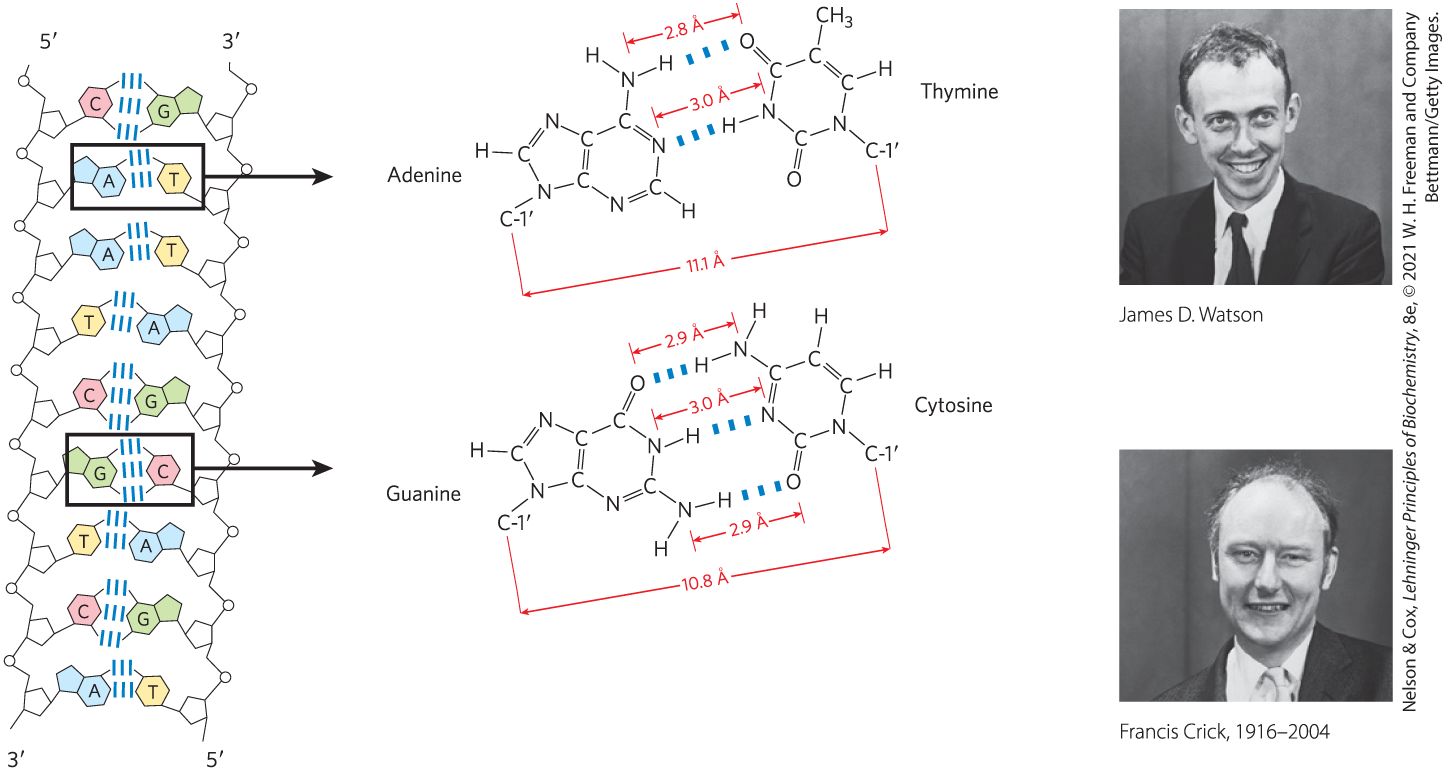 5′ 3′
C G
A T
A T
T A
C G
G C
T A
C G
A T
3′ 5′
2.8 Å
CH₃
H
N H O
C C
C H
3.0 Å
Thymine
N C
H N
C N
C N
H C
C-1′
Adenine
C C
O
N N C
H
C-1′
11.1 Å
H H
2.9 Å
H N
O
C C
C H
3.0 Å
Cytosine
N C
N
C N H
N
H C
C
C-1′
Guanine
C
O
N N C
N H
C-1′
H
2.9 Å
10.8 Å
James D. Watson
Francis Crick, 1916–2004
Nelson & Cox, Lehninger Principles of Biochemistry, 8e, © 2021 W. H. Freeman and Company
Bettmann/Getty Images.